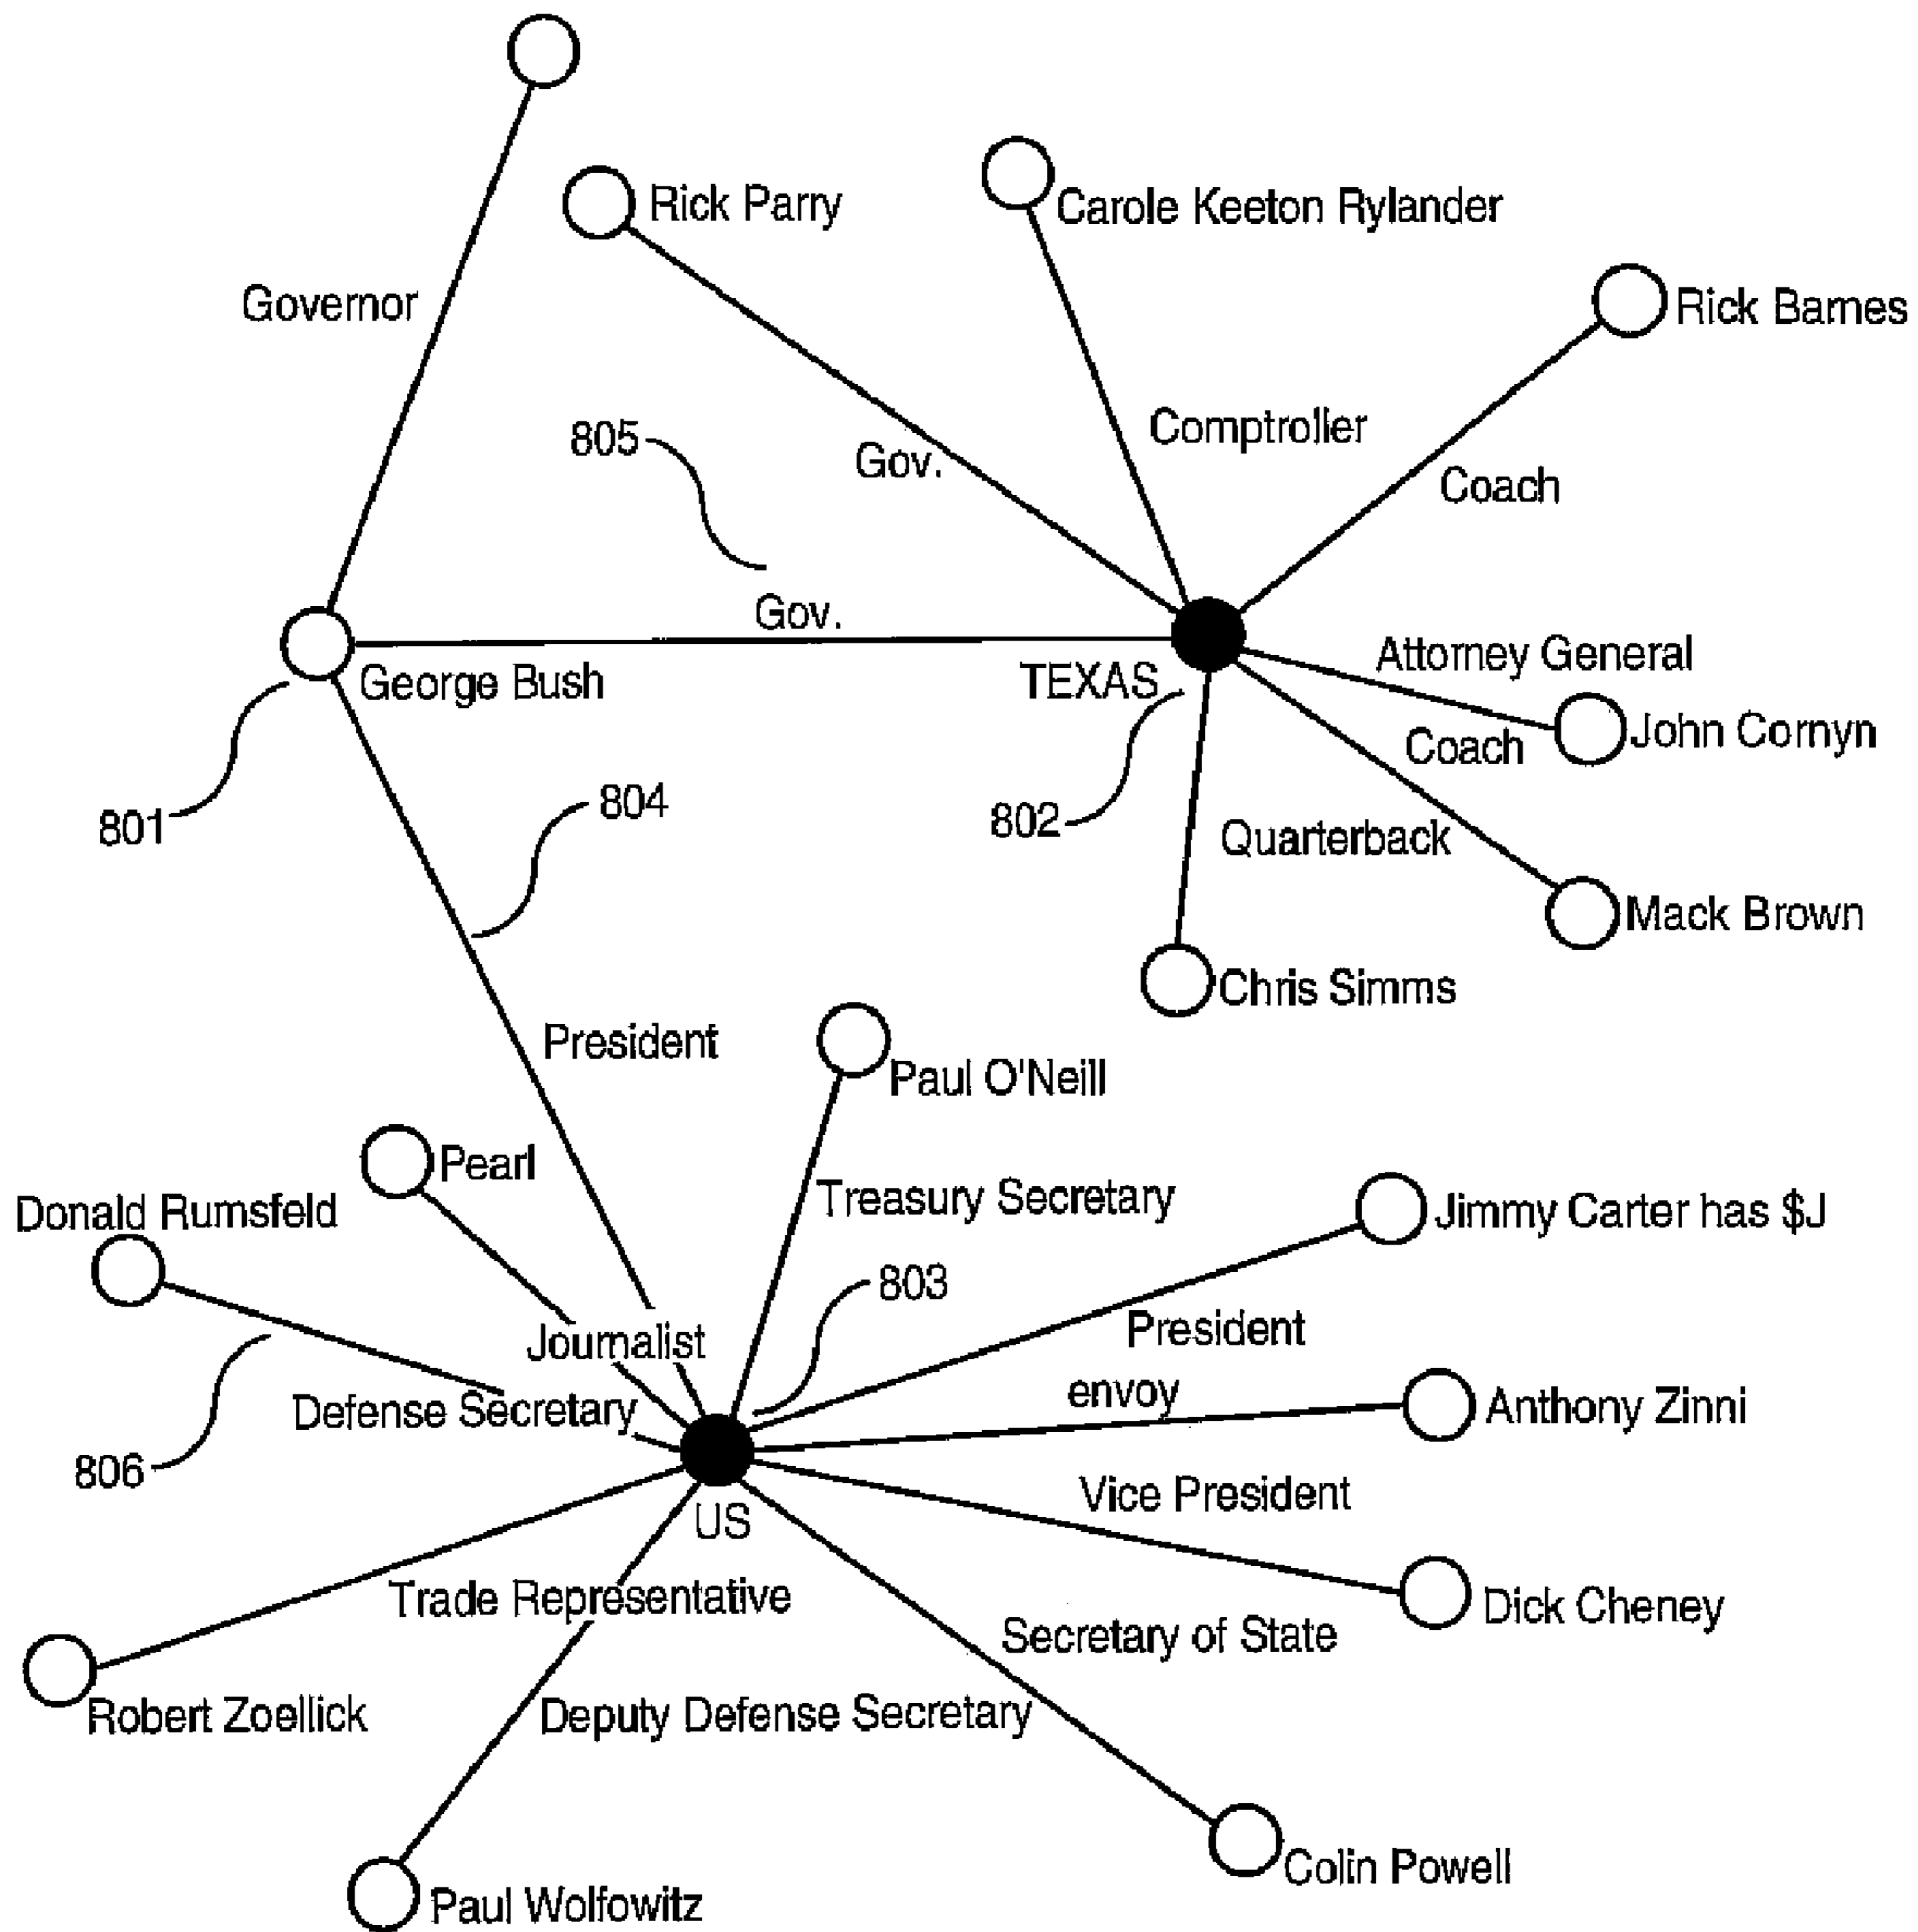 Rick Parry
Carole Keeton Rylander
Governor
Rick Barnes
805
Gov.
Comptroller
Coach
Gov.
George Bush
TEXAS
Attorney General
John Cornyn
Coach
801
804
802
Quarterback
Mack Brown
Chris Simms
President
Paul O'Neill
Pearl
Donald Rumsfeld
Treasury Secretary
Jimmy Carter has $J
803
Journalist
President
Defense Secretary
envoy
Anthony Zinni
806
US
Vice President
Trade Representative
Dick Cheney
Secretary of State
Robert Zoellick
Deputy Defense Secretary
Colin Powell
Paul Wolfowitz